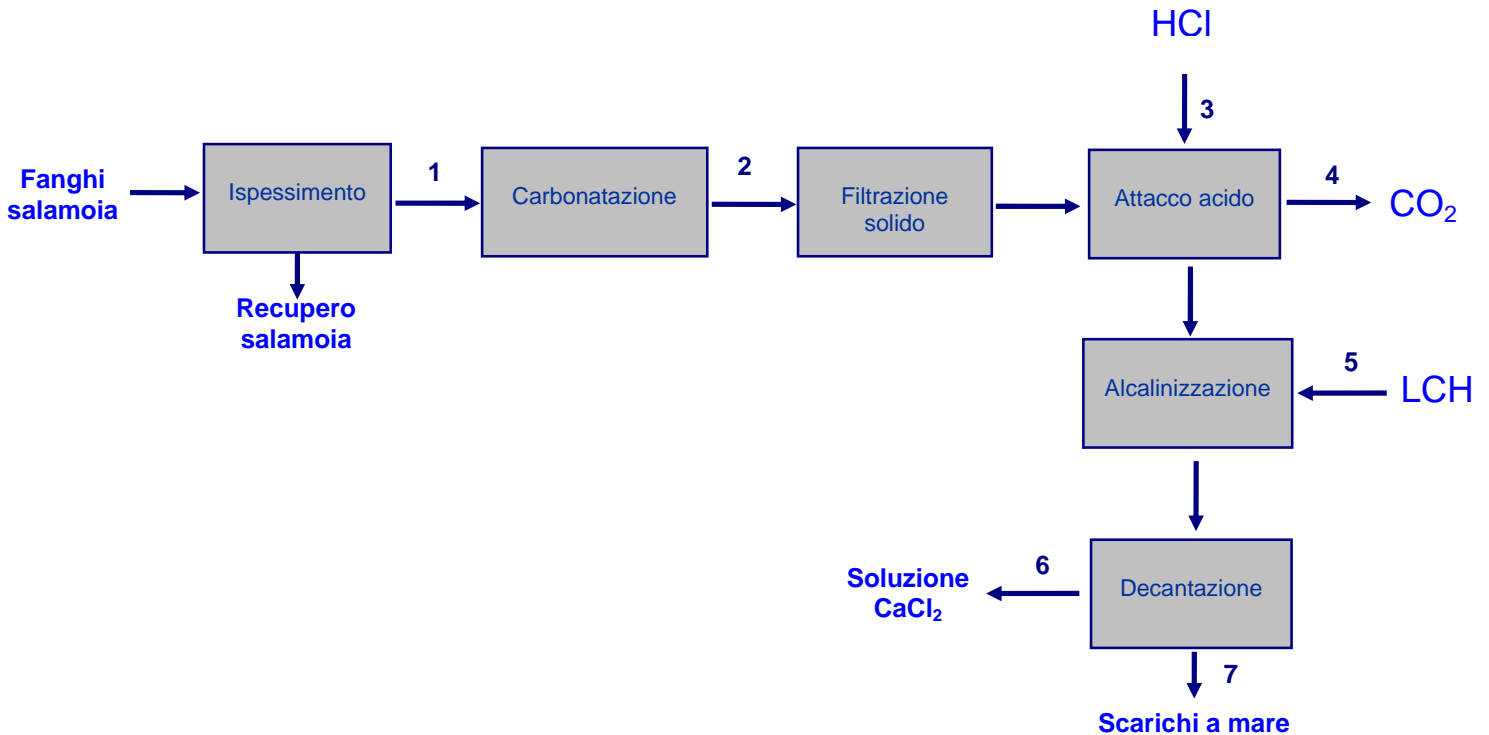 HCl
3
Fanghi
salamoia
Ispessimento
1
Carbonatazione
2
Filtrazione
solido
Attacco acido
4
CO₂
Recupero
salamoia
Alcalinizzazione
5
LCH
Soluzione
CaCl₂
6
Decantazione
7
Scarichi a mare